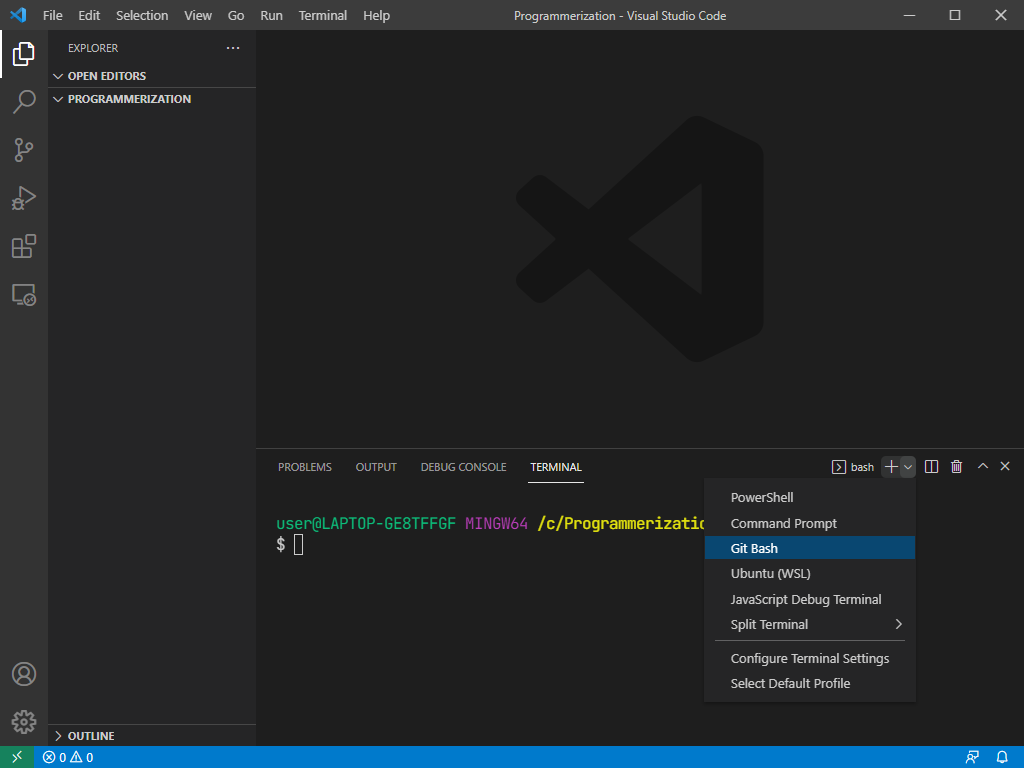 File Edit Selection View Go Run Terminal Help Programmerization - Visual Studio Code
EXPLORER
OPEN EDITORS
PROGRAMMERIZATION
OUTLINE
PROBLEMS OUTPUT DEBUG CONSOLE TERMINAL bash
user@LAPTOP-GE8TFFGF MINGW64 /c/Programmerizatio
$
PowerShell
Command Prompt
Git Bash
Ubuntu (WSL)
JavaScript Debug Terminal
Split Terminal
Configure Terminal Settings
Select Default Profile
0 0